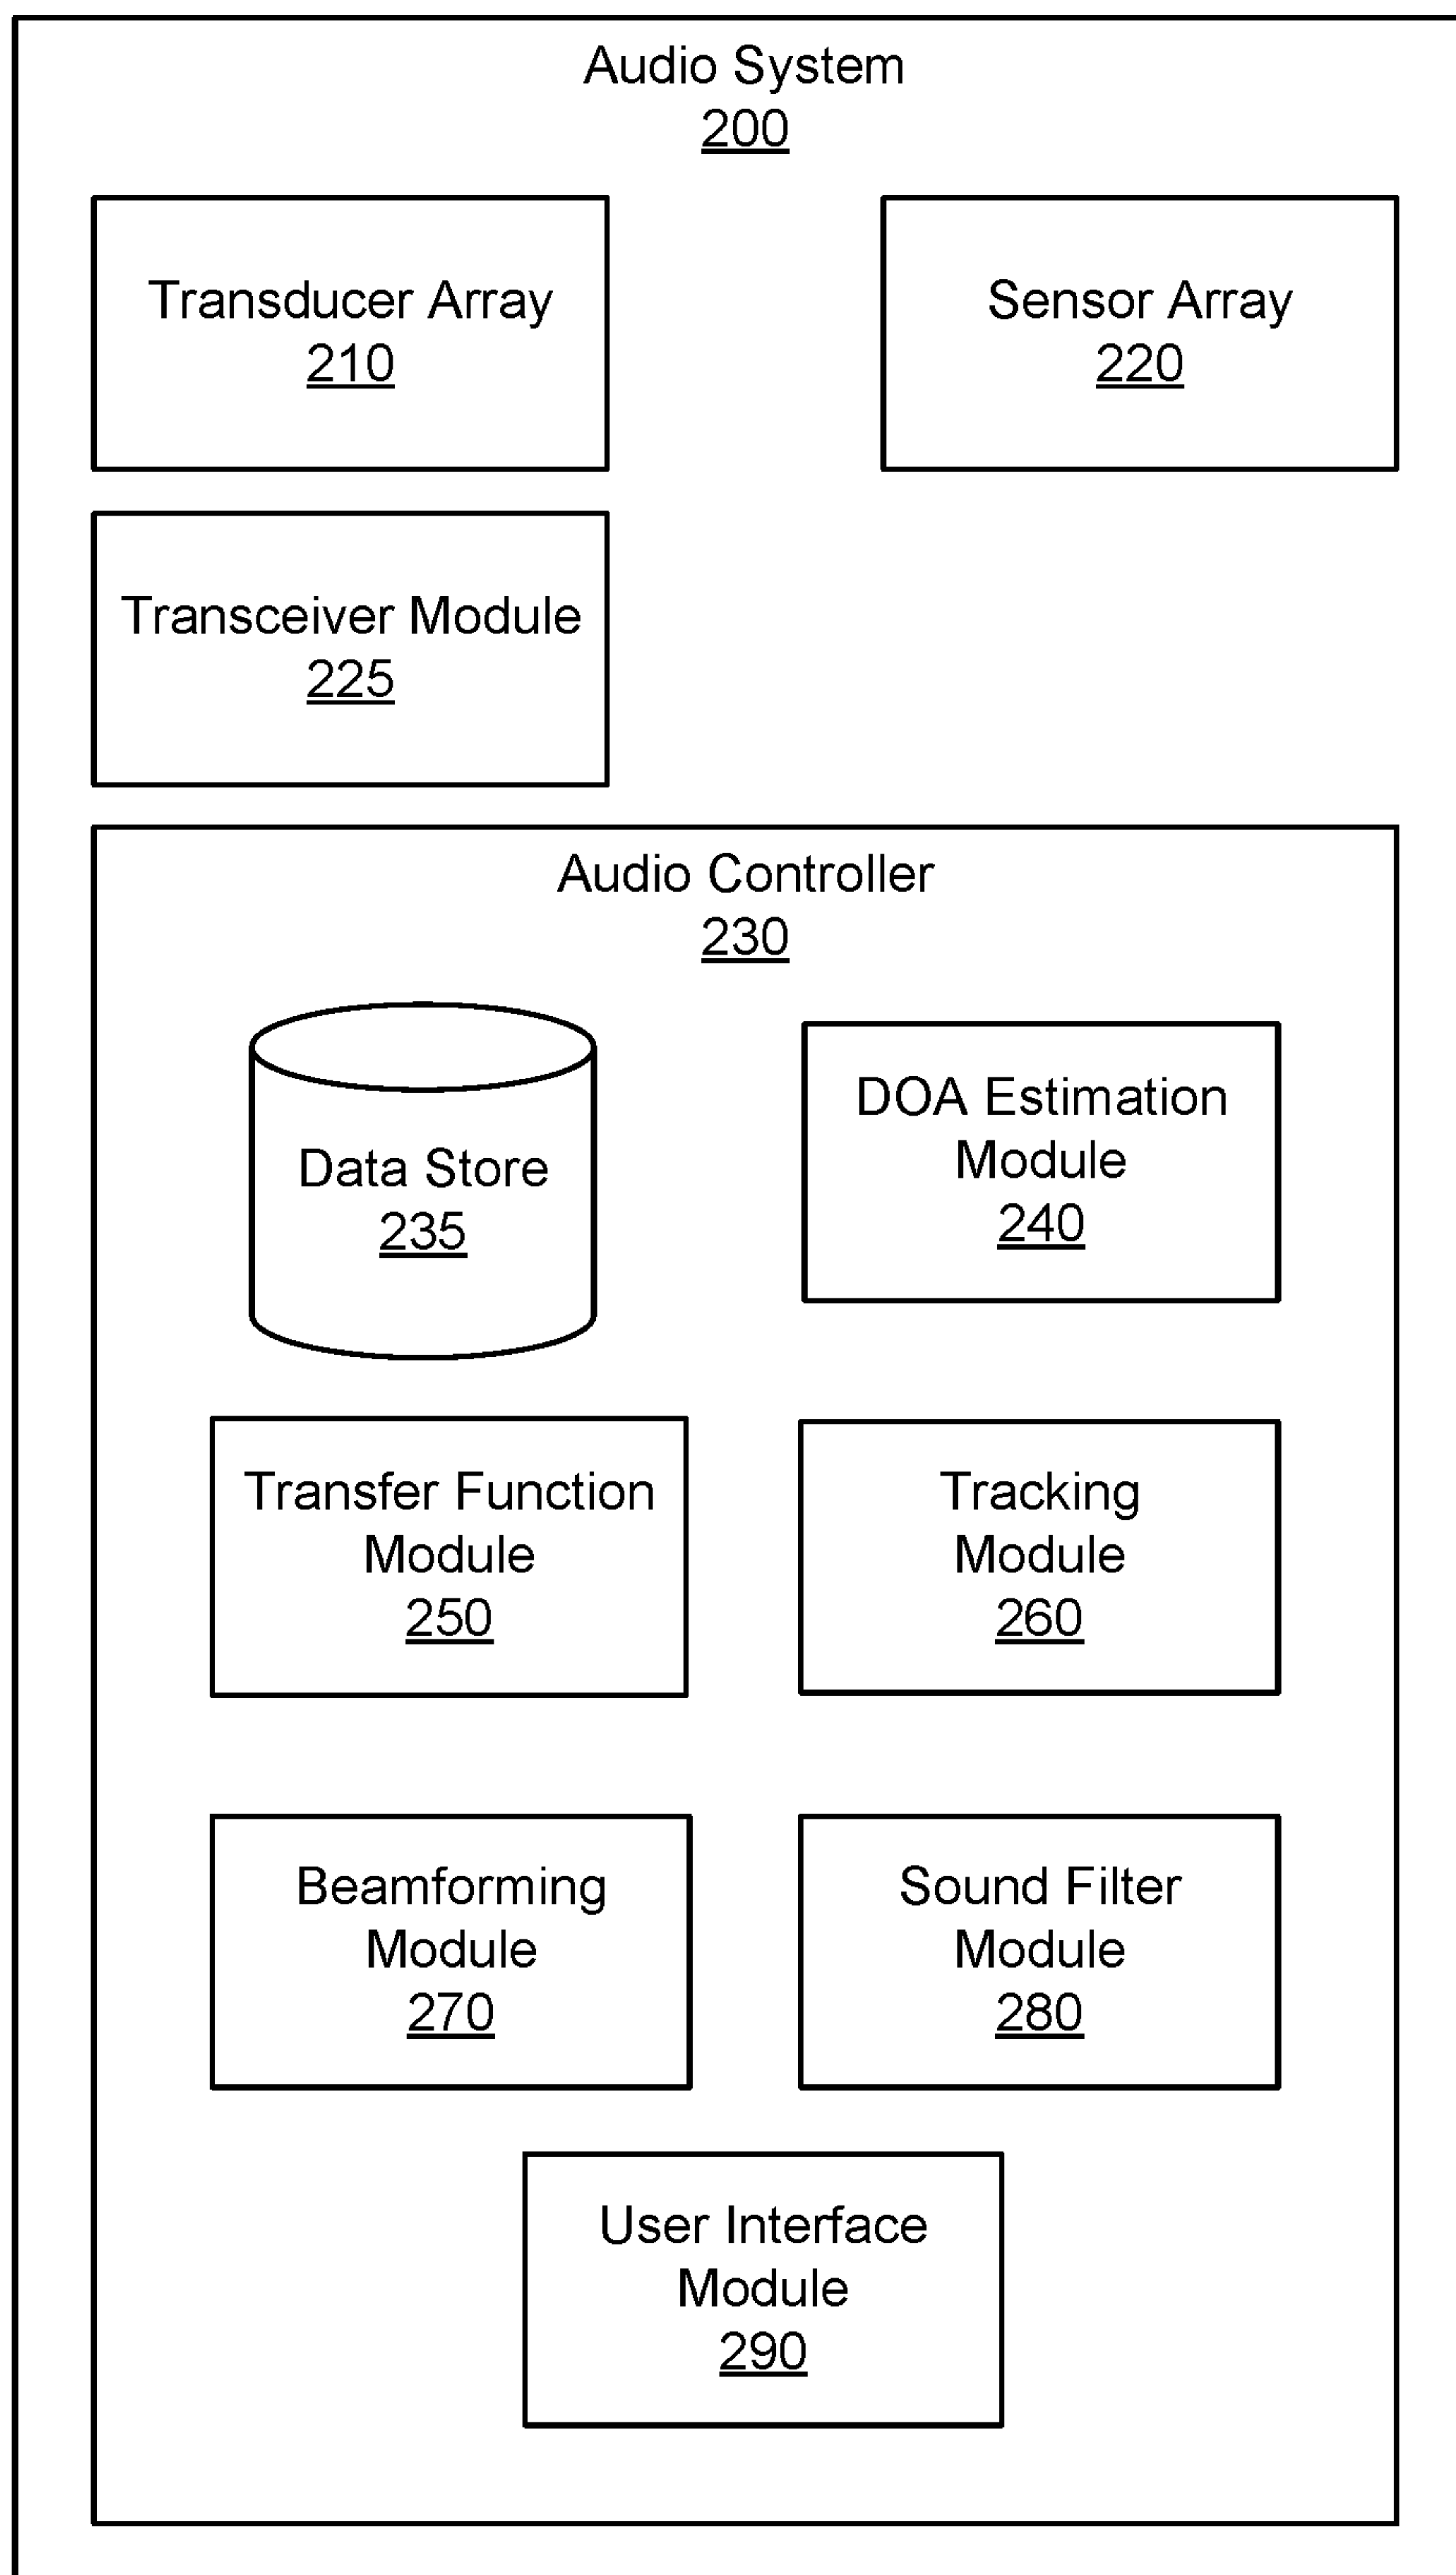 Audio System
200
Transducer Array
210
Sensor Array
220
Transceiver Module
225
Audio Controller
230
Data Store
235
DOA Estimation
Module
240
Transfer Function
Module
250
Tracking
Module
260
Beamforming
Module
270
Sound Filter
Module
280
User Interface
Module
290